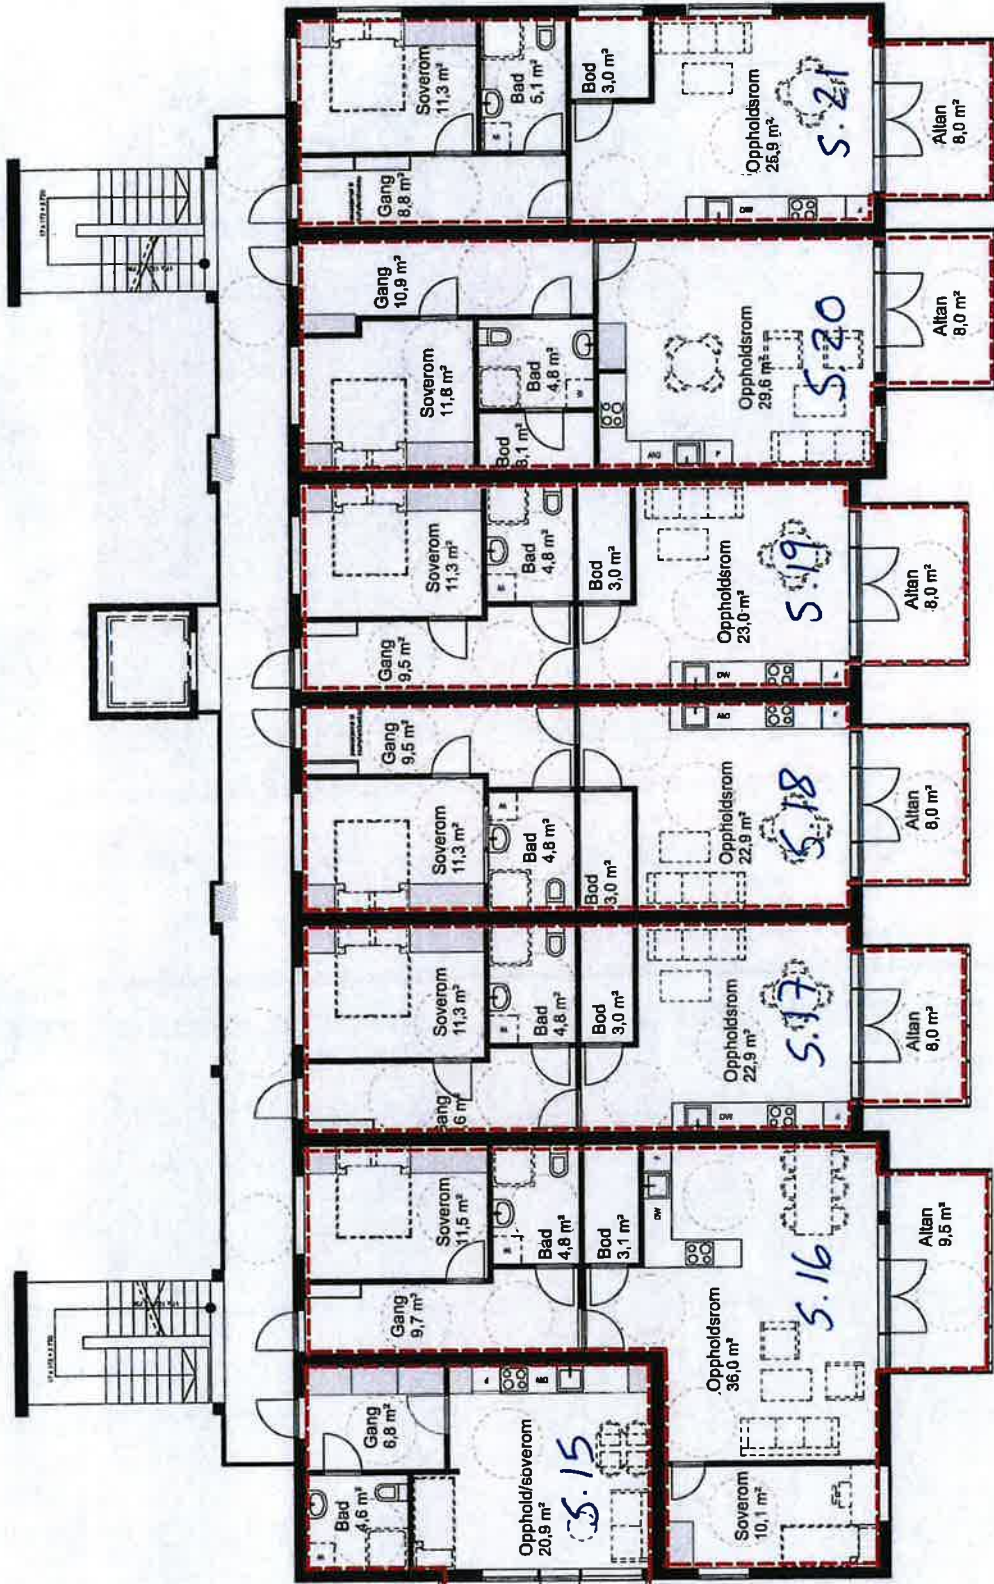 Soverom
11,3 m²
Bad
5,1 m²
Bod
3,0 m²
Gang
8,8 m²
Oppholdsrom
25,9 m²
S.21
Altan
8,0 m²
Gang
10,9 m²
Soverom
11,8 m²
Bad
4,8 m²
Bod
3,1 m²
Oppholdsrom
29,6 m²
S.20
Altan
8,0 m²
Soverom
11,3 m²
Bad
4,8 m²
Bod
3,0 m²
Gang
9,5 m²
Oppholdsrom
23,0 m²
DW
S.19
Altan
8,0 m²
Gang
9,5 m²
Soverom
11,3 m²
Bad
4,8 m²
Bod
3,0 m²
Oppholdsrom
22,9 m²
S.18
Altan
8,0 m²
Soverom
11,3 m²
Bad
4,8 m²
Bod
3,0 m²
Gang
Oppholdsrom
22,9 m²
DW
S.17
Altan
8,0 m²
Soverom
11,5 m²
Bad
4,8 m²
Bod
3,1 m²
Gang
9,7 m²
DW
Oppholdsrom
36,0 m²
S.16
Altan
9,5 m²
Soverom
10,1 m²
Gang
6,8 m²
Bad
4,6 m²
Opphold/soverom
20,9 m²
S.15